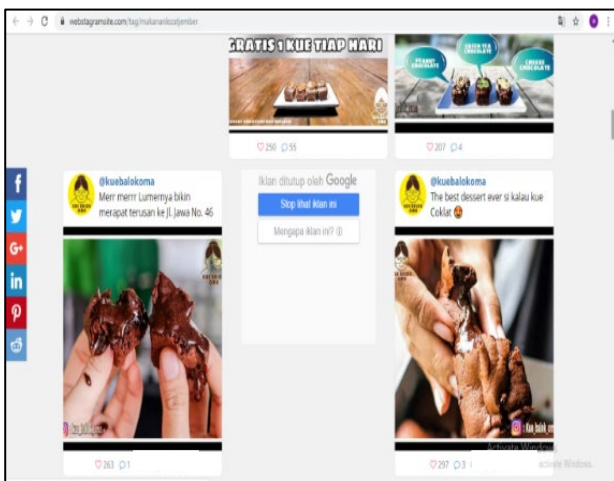 webstagramsite.com/tag/makananlezatjember
GRATIS 1 KUE TIAP HARI
PEANUT
CHOCOLATE
GREEN TEA
CHOCOLATE
CHEESE
CHOCOLATE
250 55
207 4
@kuebalokoma
Merr merrr Lumernya bikin
merapat terusan ke Jl. Jawa No. 46
Iklan ditutup oleh Google
Stop lihat iklan ini
Mengapa iklan ini?
@kuebalokoma
The best dessert ever si kalau kue
Coklat
f
G+
in
263 1
297 3
Activate Windows